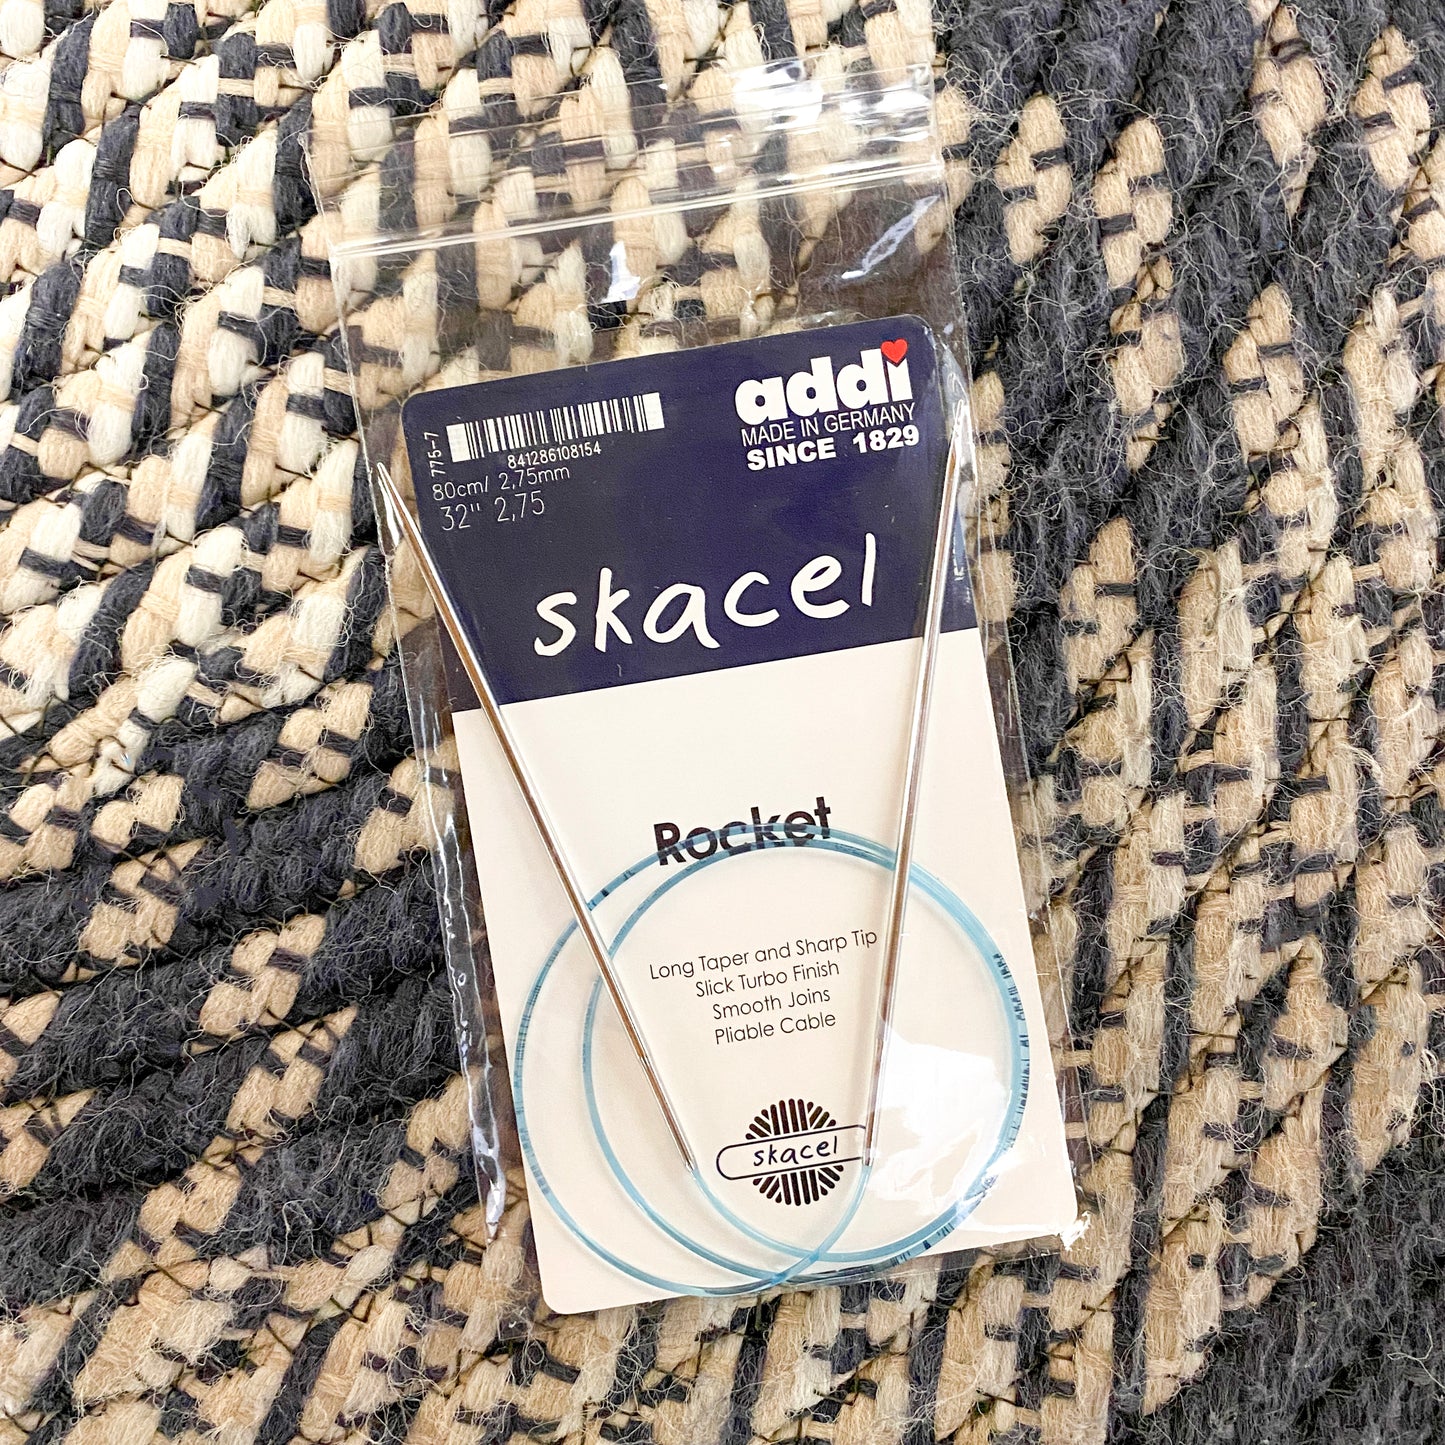 775-7
841286108154
80cm/ 2,75mm
32" 2,75
addi
MADE IN GERMANY
SINCE 1829
skacel
Rocket
Long Taper and Sharp Tip
Slick Turbo Finish
Smooth Joins
Pliable Cable
skacel